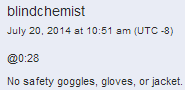 blindchemist
July 20, 2014 at 10:51 am (UTC -8)
@0:28
No safety goggles, gloves, or jacket.